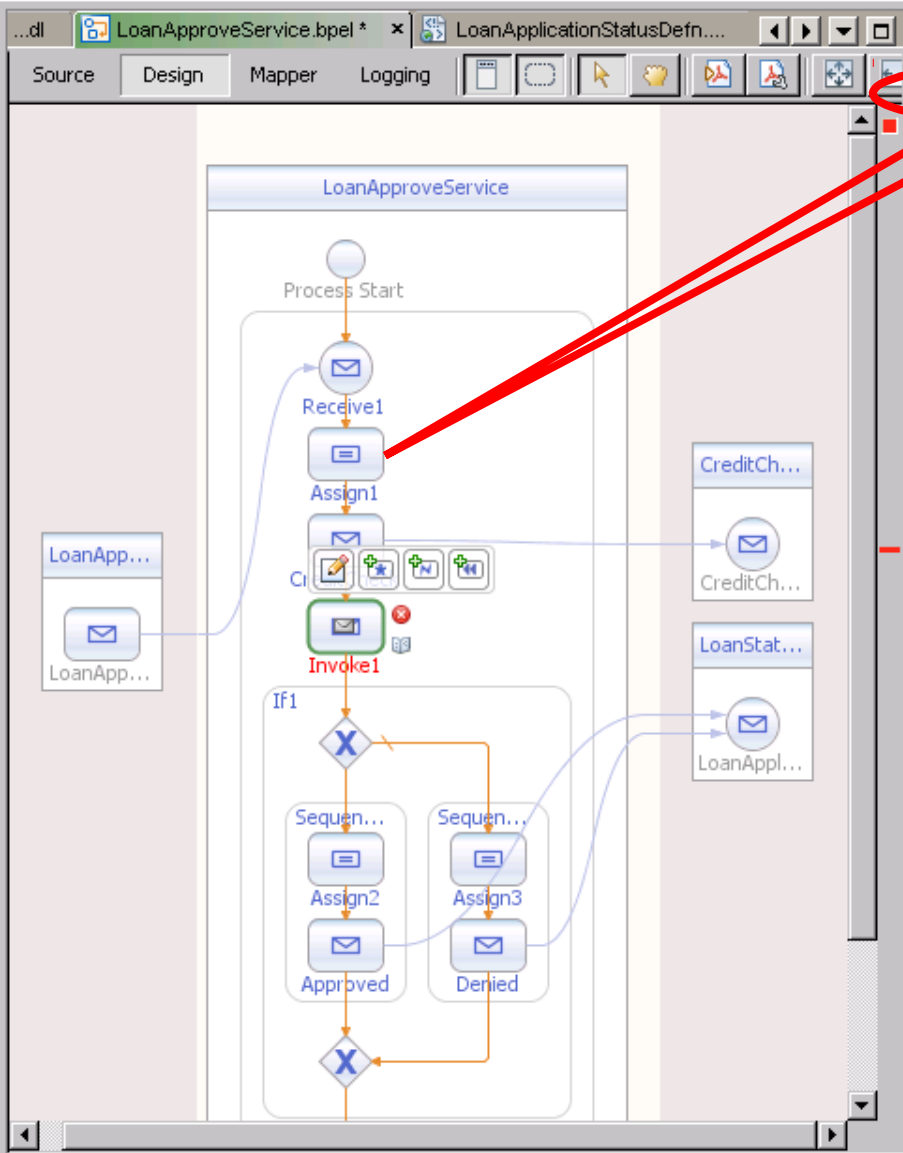 ...dl LoanApproveService.bpel * LoanApplicationStatusDefn....
Source Design Mapper Logging
LoanApproveService
Process Start
Receive1
Assign1
CreditCh...
LoanApp...
CreditCh...
Invoke1
LoanStat...
LoanApp...
If1
LoanAppl...
Sequen... Sequen...
Assign2 Assign3
Approved Denied